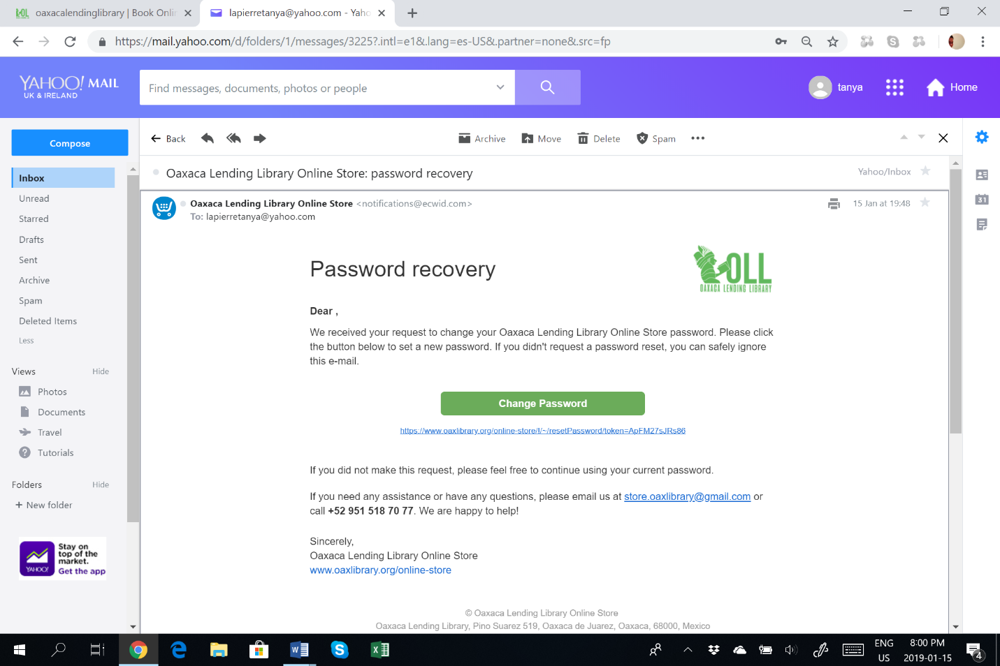 oaxacalendinglibrary | Book Onlin
lapierretanya@yahoo.com - Yaho
https://mail.yahoo.com/d/folders/1/messages/3225?.intl=e1&.lang=es-US&.partner=none&.src=fp
YAHOO! MAIL
UK & IRELAND
Find messages, documents, photos or people
tanya
Home
Compose
Back
Archive
Move
Delete
Spam
Inbox
Unread
Starred
Drafts
Sent
Archive
Spam
Deleted Items
Less
Views
Hide
Photos
Documents
Travel
Tutorials
Folders
Hide
+ New folder
YAHOO!
Stay on
top of the
market.
Get the app
Oaxaca Lending Library Online Store: password recovery
Yahoo/Inbox
Oaxaca Lending Library Online Store <notifications@ecwid.com>
15 Jan at 19:48
To: lapierretanya@yahoo.com
31
Password recovery
OLL
OAXACA LENDING LIBRARY
Dear ,
We received your request to change your Oaxaca Lending Library Online Store password. Please click
the button below to set a new password. If you didn't request a password reset, you can safely ignore
this e-mail.
Change Password
https://www.oaxlibrary.org/online-store/l/~/resetPassword/token=ApFM27sJRs86
If you did not make this request, please feel free to continue using your current password.
If you need any assistance or have any questions, please email us at store.oaxlibrary@gmail.com or
call +52 951 518 70 77. We are happy to help!
Sincerely,
Oaxaca Lending Library Online Store
www.oaxlibrary.org/online-store
© Oaxaca Lending Library Online Store
Oaxaca Lending Library, Pino Suarez 519, Oaxaca de Juarez, Oaxaca, 68000, Mexico
ENG
US
8:00 PM
2019-01-15
4